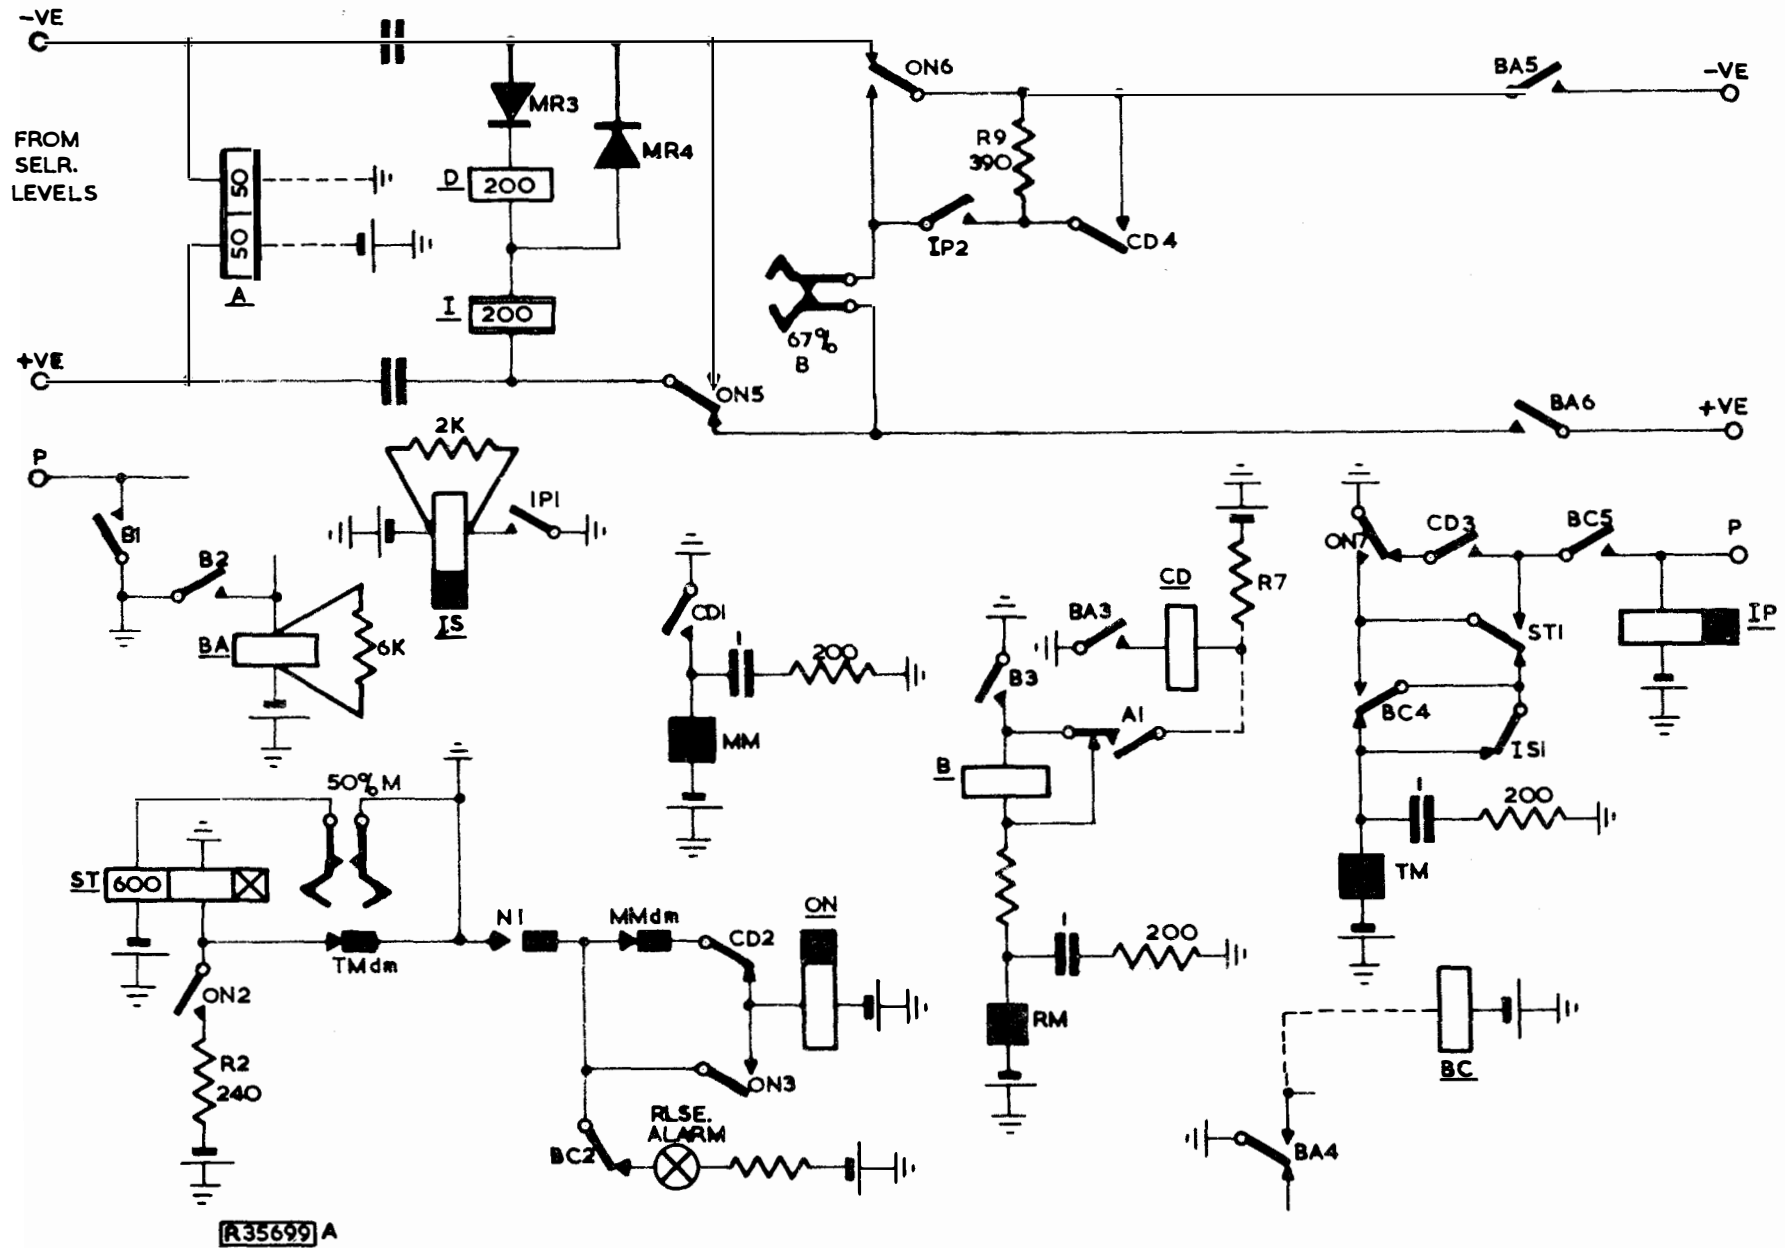 -VE
ON6
BA5
-VE
MR3
FROM
SELR.
LEVELS
R9
390
MR4
50
50
D
200
IP2
CD4
A
I
200
67%
B
+VE
ON5
BA6
+VE
2K
P
IP1
B1
B2
BA
6K
IS
CD1
1
200
MM
CD
R7
BA3
B3
A1
B
ON7
CD3
BC5
P
ST1
IP
BC4
IS1
1
200
TM
50% M
ST
600
TMdm
N1
MMdm
CD2
ON
ON2
R2
240
ON3
RLSE.
ALARM
BC2
1
200
RM
BC
BA4
R35699 A